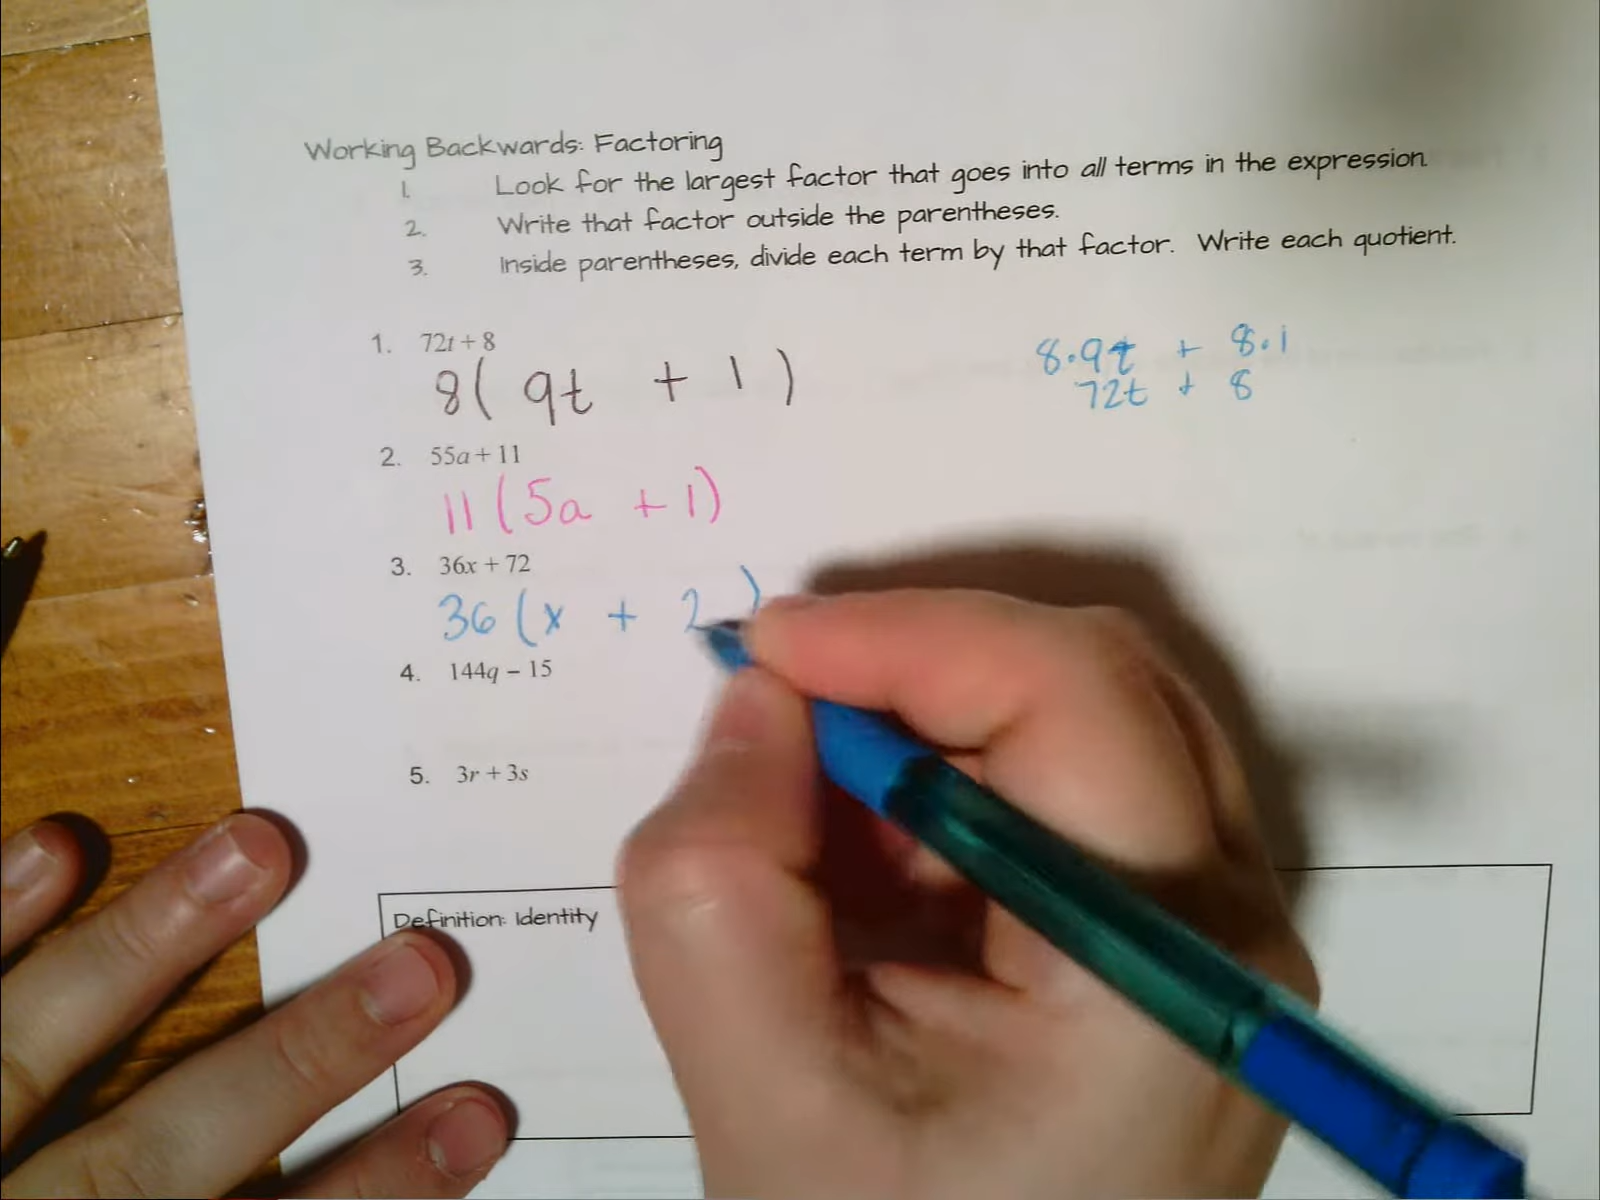 Working Backwards: Factoring
1. Look for the largest factor that goes into all terms in the expression.
2. Write that factor outside the parentheses.
3. Inside parentheses, divide each term by that factor. Write each quotient.
1. 72t + 8
8( 9t + 1 )
8·9t + 8·1
72t + 8
2. 55a + 11
11 (5a + 1)
3. 36x + 72
36 (x + 2 )
4. 144q – 15
5. 3r + 3s
Definition: Identity